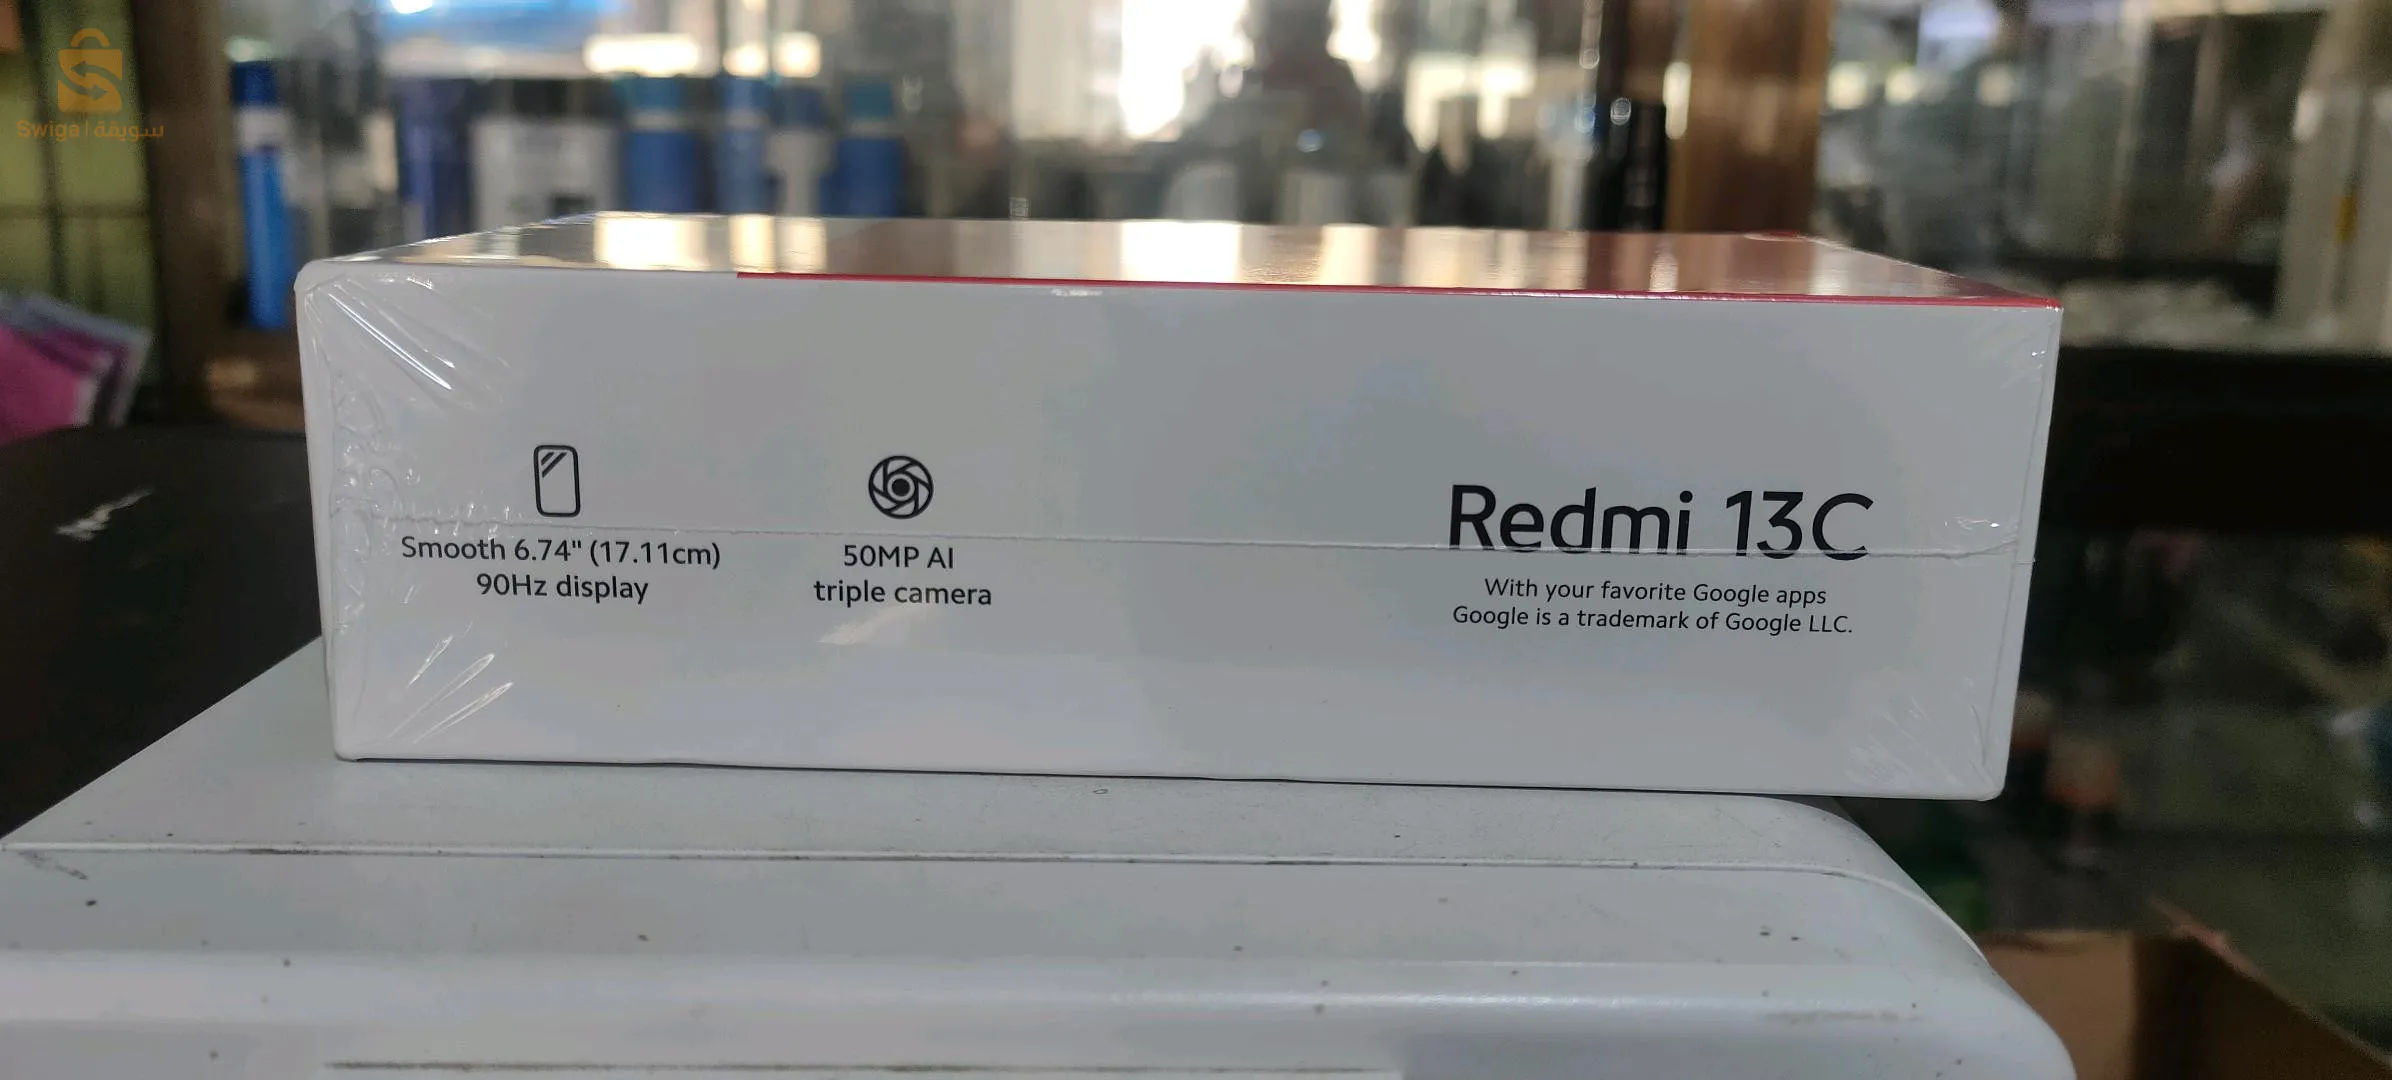 Swiga | سويقة
Smooth 6.74" (17.11cm)
90Hz display
50MP AI
triple camera
Redmi 13C
With your favorite Google apps
Google is a trademark of Google LLC.